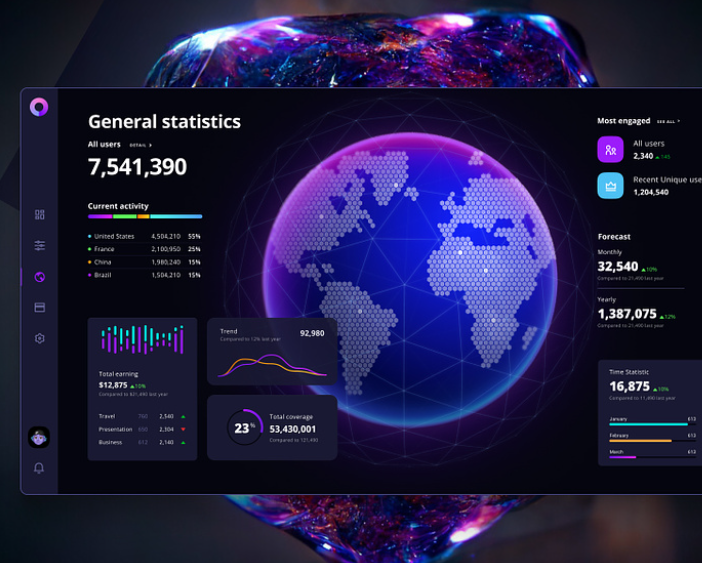 General statistics
All users DETAIL >
7,541,390
Current activity
United States 4,504,210 55%
France 2,100,950 25%
China 1,980,240 15%
Brazil 1,504,210 15%
Total earning
$12,875 ▲10%
Compared to $21,490 last year
Travel 2,540 ▲
Presentation 2,304 ▼
Business 612 2,140 ▲
Trend 92,980
Compared to 12% last year
23%
Total coverage
53,430,001
Compared to 121,490
Most engaged SEE ALL >
All users
2,340 ▲145
Recent Unique use
1,204,540
Forecast
Monthly
32,540 ▲10%
Compared to 21,490 last year
Yearly
1,387,075 ▲12%
Compared to 21,490 last year
Time Statistic
16,875 ▲10%
Compared to 11,490 last year
January 613
February 613
March 613